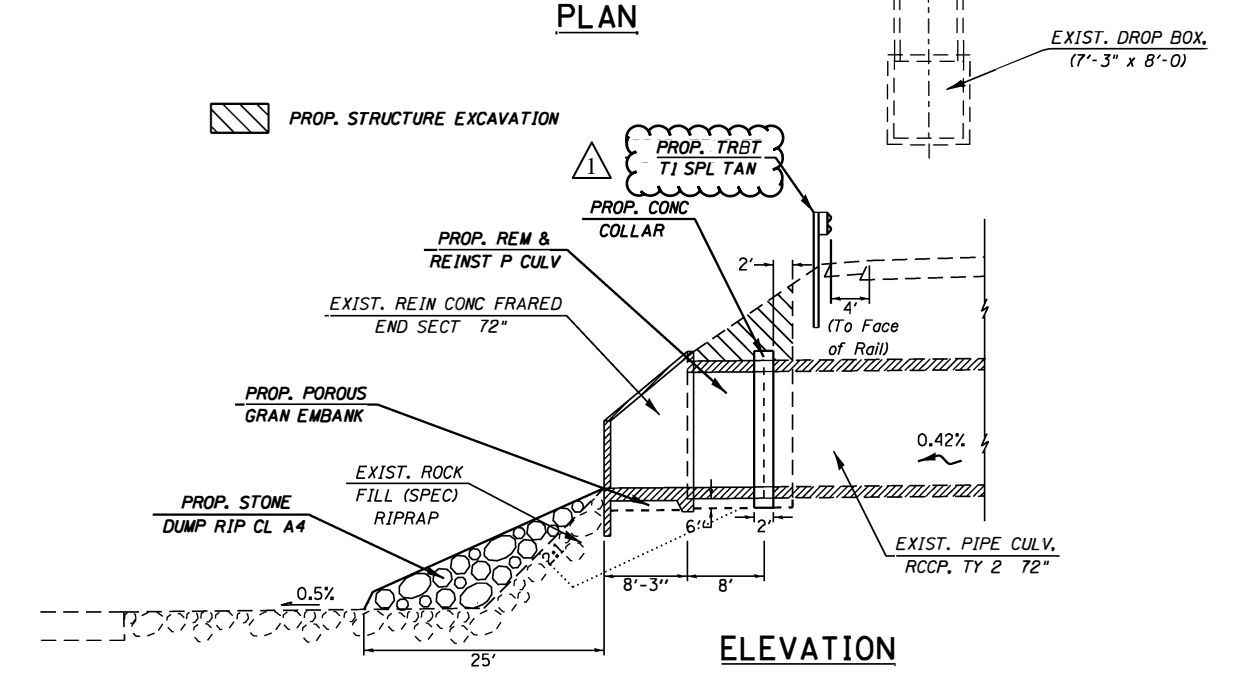 PLAN
EXIST. DROP BOX.
(7'-3" x 8'-0)
PROP. STRUCTURE EXCAVATION
1
PROP. TRBT
T1 SPL TAN
PROP. CONC
COLLAR
PROP. REM &
REINST P CULV
2'
EXIST. REIN CONC FRARED
END SECT 72"
4'
(To Face
of Rail)
PROP. POROUS
GRAN EMBANK
0.42%
EXIST. ROCK
FILL (SPEC)
RIPRAP
PROP. STONE
DUMP RIP CL A4
6"
2'
2:1
EXIST. PIPE CULV.
RCCP. TY 2 72"
8'-3"
8'
0.5%
25'
ELEVATION